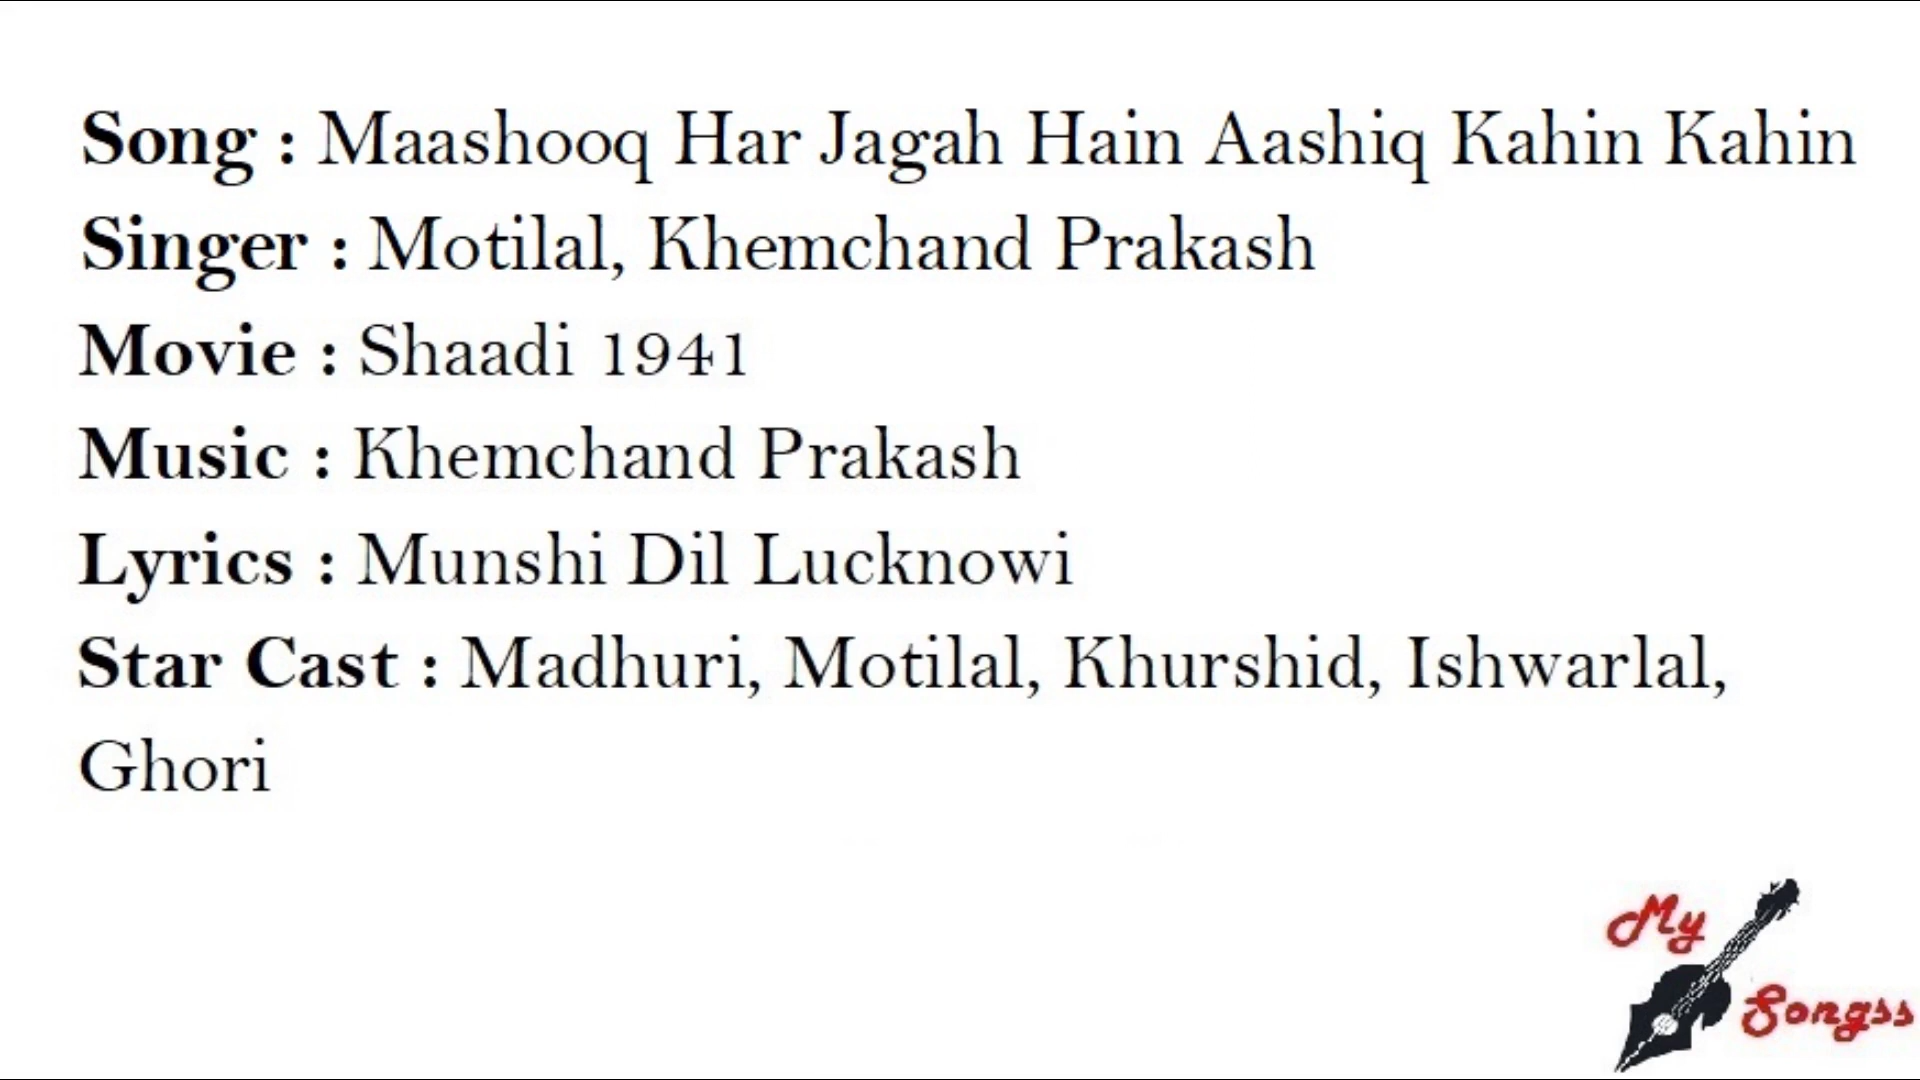 Song : Maashooq Har Jagah Hain Aashiq Kahin Kahin
Singer : Motilal, Khemchand Prakash
Movie : Shaadi 1941
Music : Khemchand Prakash
Lyrics : Munshi Dil Lucknowi
Star Cast : Madhuri, Motilal, Khurshid, Ishwarlal,
Ghori
My
Songss